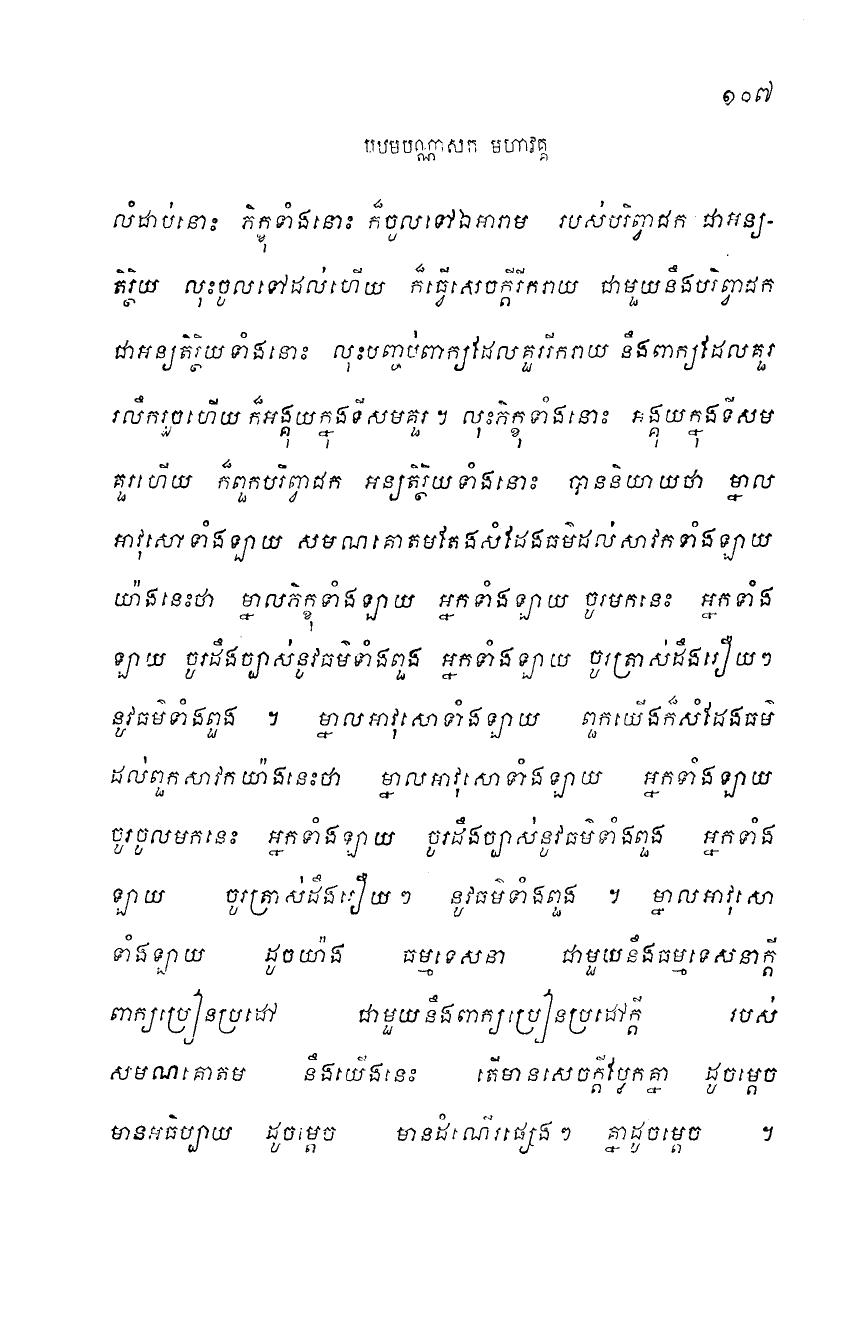 ១០៧
បឋមបណ្ណាសក មហាវគ្គ
លំដាប់នោះ ភិក្ខុទាំងនោះ ក៏ចូលទៅឯអារាម របស់បរិព្វាជក ជាអន្យ-
តិរ្ថិយ លុះចូលទៅដល់ហើយ ក៏ធ្វើសេចក្តីរីករាយ ជាមួយនឹងបរិព្វាជក
ជាអន្យតិរ្ថិយទាំងនោះ លុះបញ្ចប់ពាក្យដែលគួររីករាយ នឹងពាក្យដែលគួរ
រលឹករួចហើយ ក៏អង្គុយក្នុងទីសមគួរ ។ លុះភិក្ខុទាំងនោះ អង្គុយក្នុងទីសម
គួរហើយ ក៏ពួកបរិព្វាជក អន្យតិរ្ថិយទាំងនោះ បាននិយាយថា ម្នាល
អាវុសោទាំងឡាយ សមណគោតមតែងសំដែងធម៌ដល់សាវកទាំងឡាយ
យ៉ាងនេះថា ម្នាលភិក្ខុទាំងឡាយ អ្នកទាំងឡាយ ចូរមកនេះ អ្នកទាំង
ឡាយ ចូរដឹងច្បាស់នូវធម៌ទាំងពួង អ្នកទាំងឡាយ ចូរត្រាស់ដឹងរឿយៗ
នូវធម៌ទាំងពួង ។ ម្នាលអាវុសោទាំងឡាយ ពួកយើងក៏សំដែងធម៌
ដល់ពួកសាវកយ៉ាងនេះថា ម្នាលអាវុសោទាំងឡាយ អ្នកទាំងឡាយ
ចូរចូលមកនេះ អ្នកទាំងឡាយ ចូរដឹងច្បាស់នូវធម៌ទាំងពួង អ្នកទាំង
ឡាយ ចូរត្រាស់ដឹងរឿយៗ នូវធម៌ទាំងពួង ។ ម្នាលអាវុសោ
ទាំងឡាយ ដូចយ៉ាង ធម្មទេសនា ជាមួយនឹងធម្មទេសនាក្តី
ពាក្យប្រៀនប្រដៅ ជាមួយនឹងពាក្យប្រៀនប្រដៅក្តី របស់
សមណគោតម នឹងយើងនេះ តើមានសេចក្តីប្លែកគ្នា ដូចម្តេច
មានអធិប្បាយ ដូចម្តេច មានដំណើរផ្សេងៗ គ្នាដូចម្តេច ។